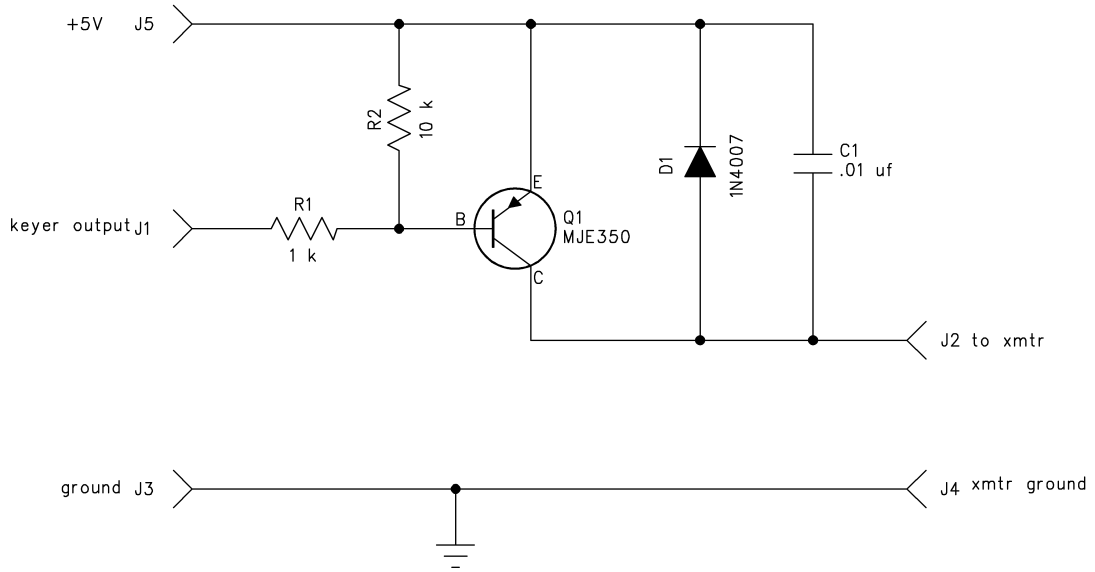 +5V J5
R2
10 k
keyer output J1
R1
1 k
B
E
C
Q1
MJE350
D1
1N4007
C1
.01 uf
J2 to xmtr
ground J3
J4 xmtr ground